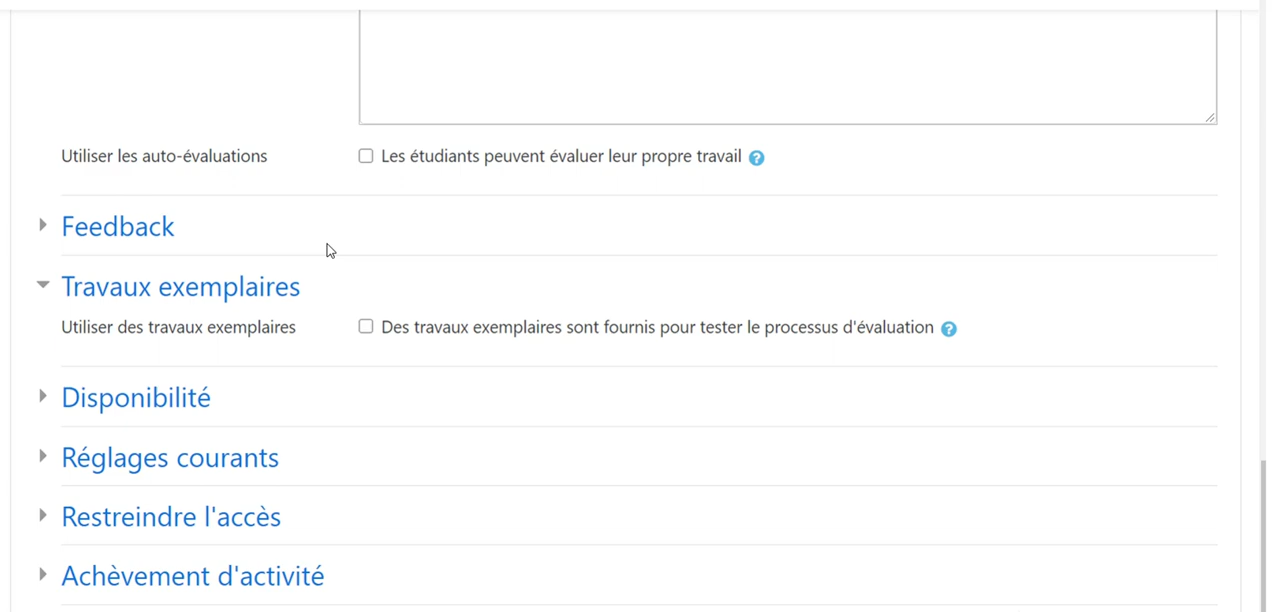 Utiliser les auto-évaluations Les étudiants peuvent évaluer leur propre travail ?
Feedback
Travaux exemplaires
Utiliser des travaux exemplaires Des travaux exemplaires sont fournis pour tester le processus d'évaluation ?
Disponibilité
Réglages courants
Restreindre l'accès
Achèvement d'activité